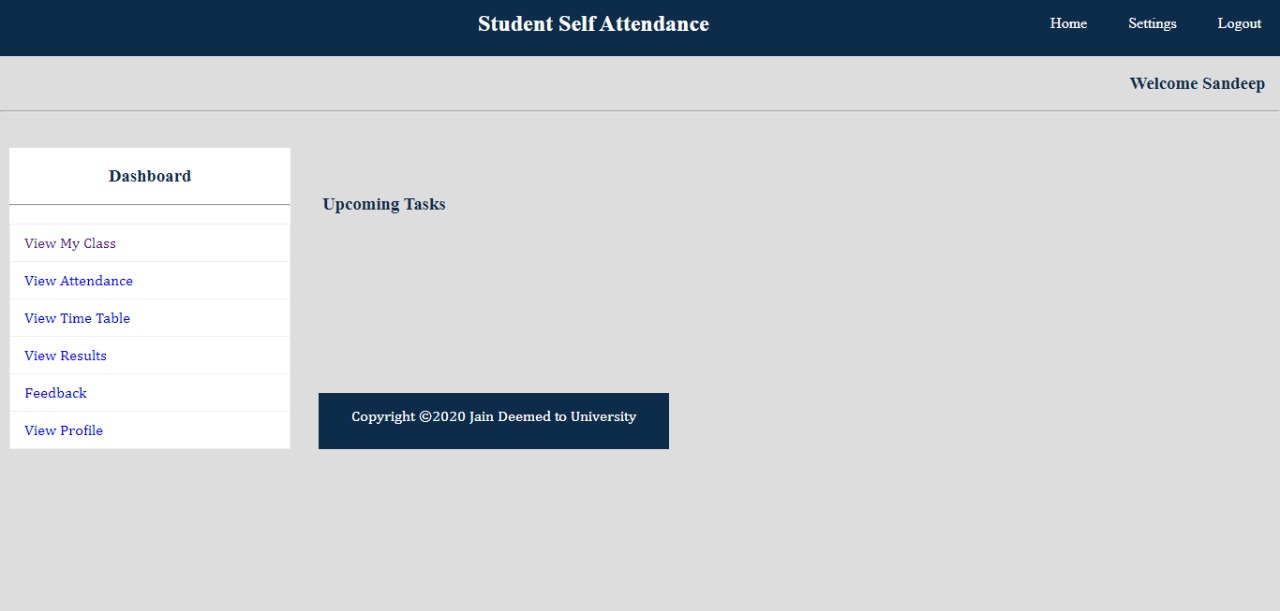 Student Self Attendance
Home Settings Logout
Welcome Sandeep
Dashboard
View My Class
View Attendance
View Time Table
View Results
Feedback
View Profile
Upcoming Tasks
Copyright ©2020 Jain Deemed to University